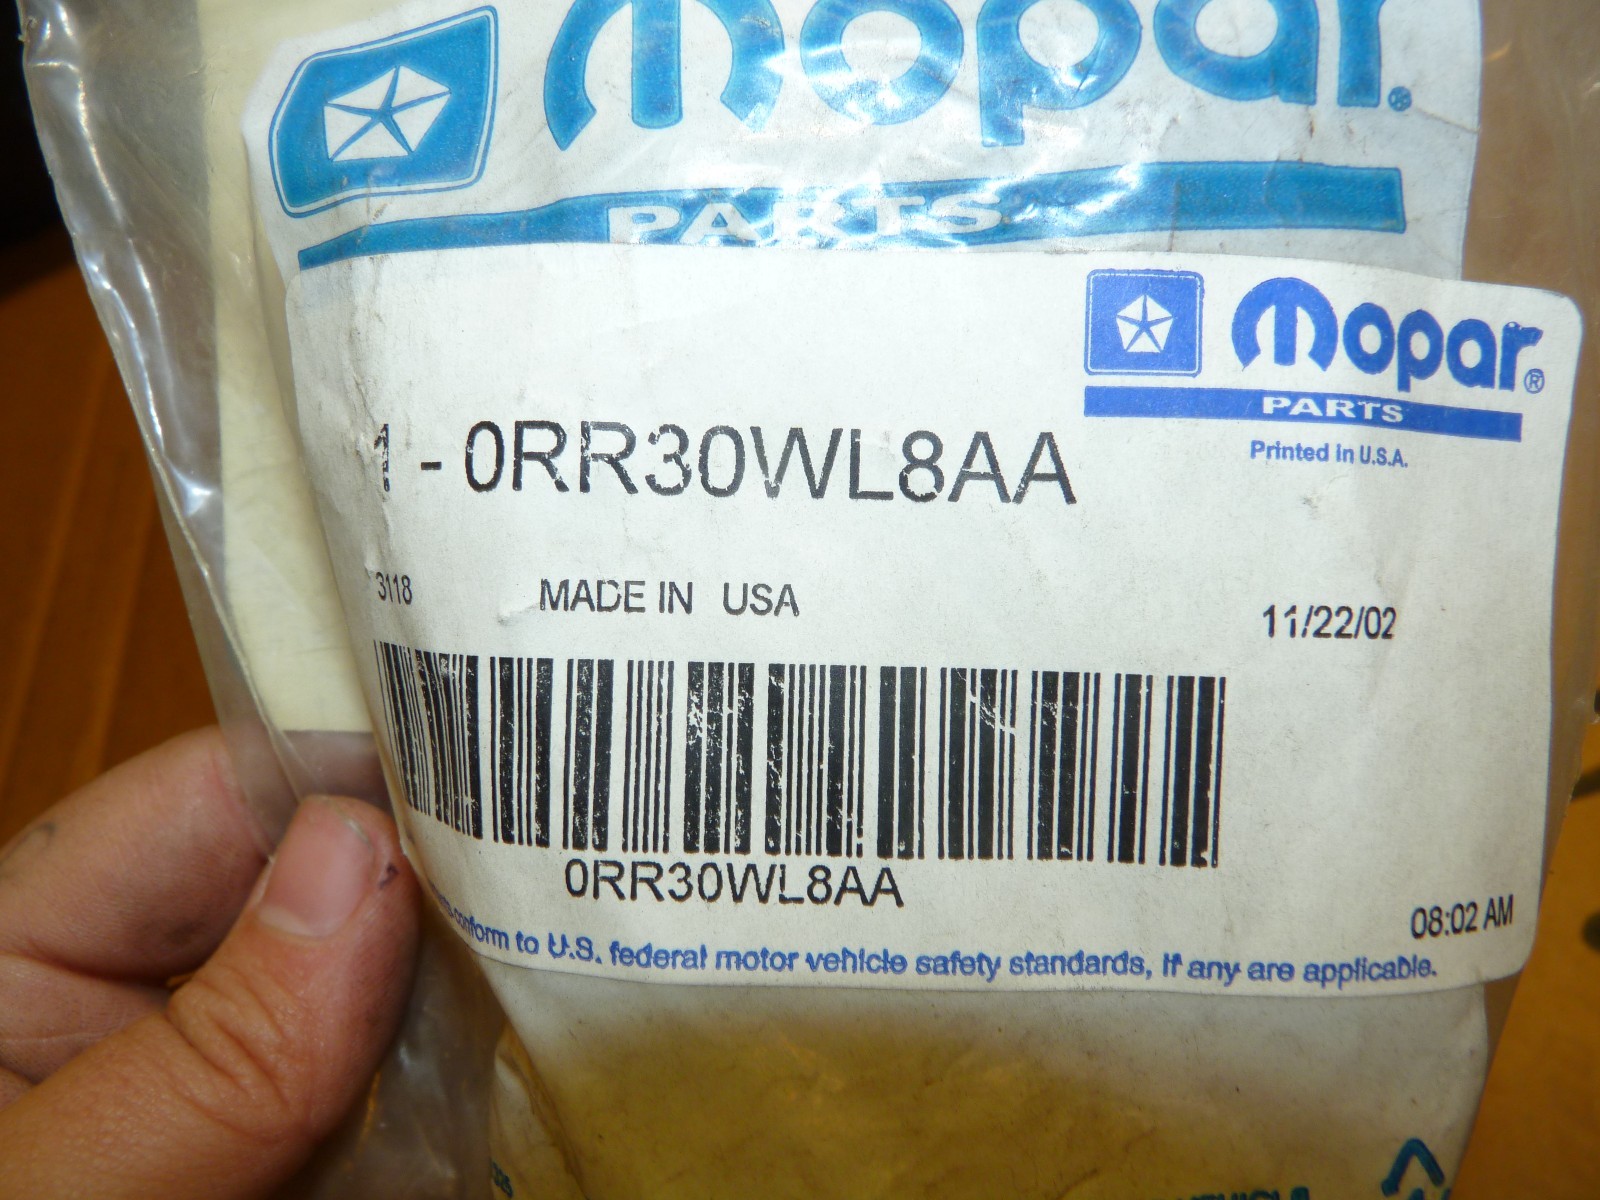 Mopar®
PARTS
Mopar®
PARTS
Printed in U.S.A.
1 - 0RR30WL8AA
3118 MADE IN USA 11/22/02
0RR30WL8AA
08:02 AM
conform to U.S. federal motor vehicle safety standards, if any are applicable.